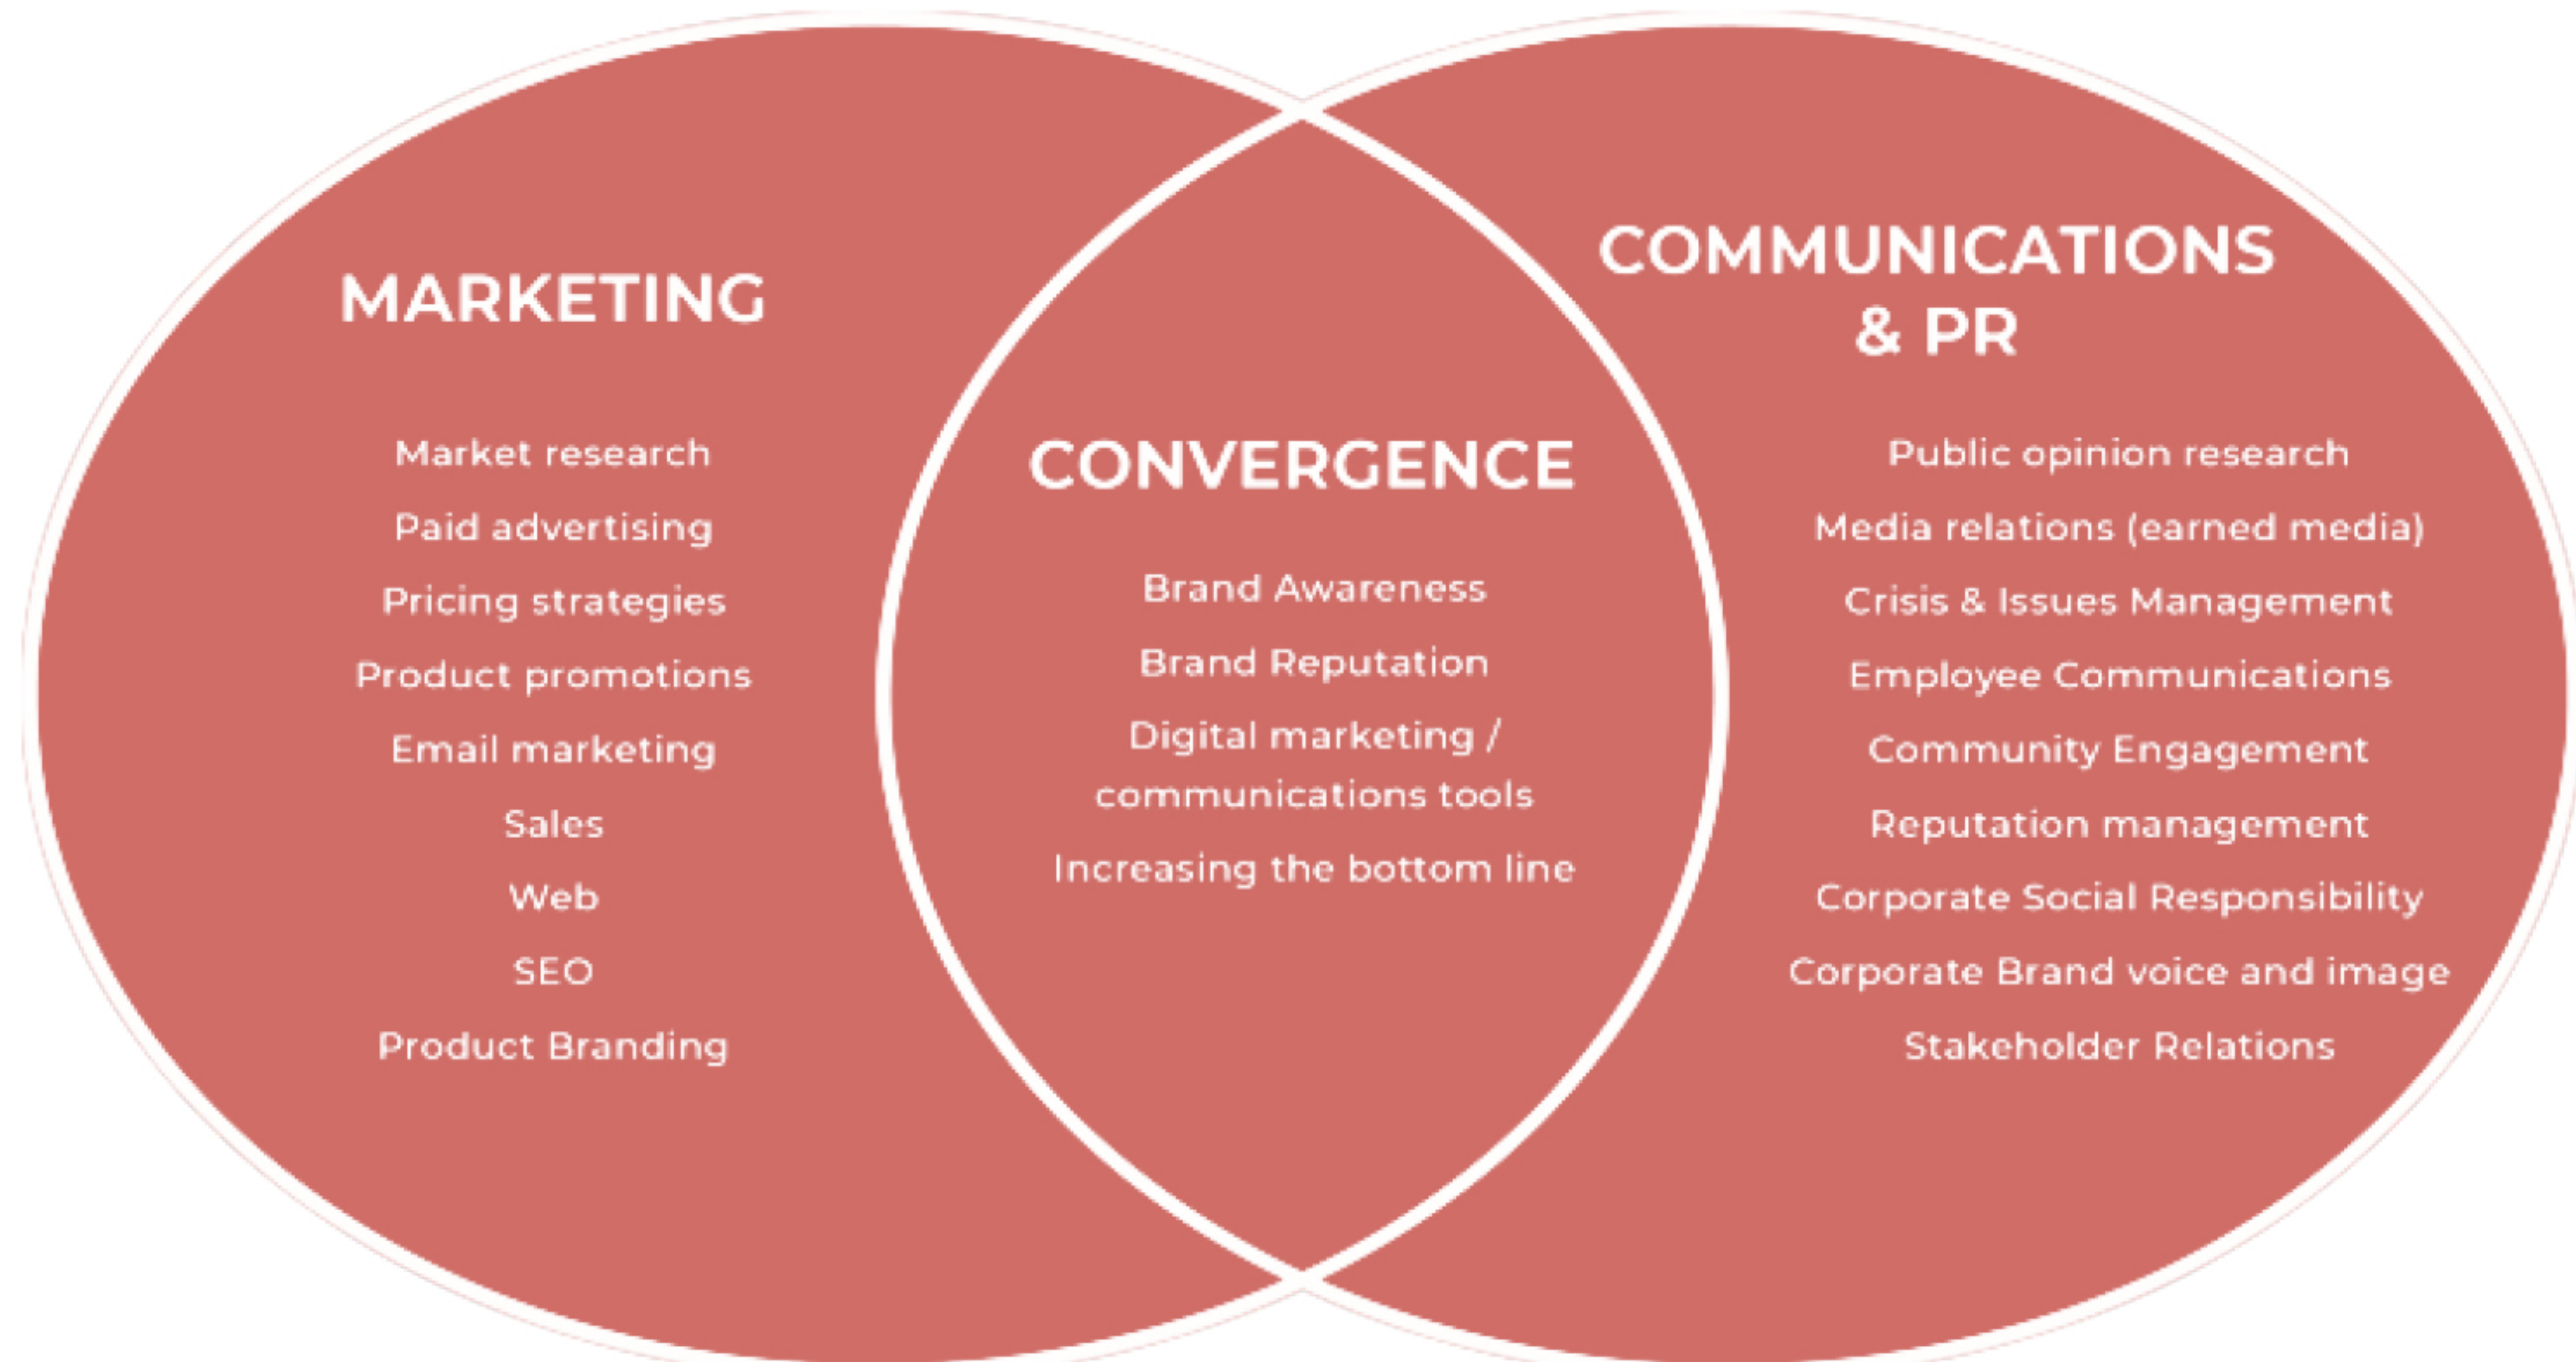 MARKETING
Market research
Paid advertising
Pricing strategies
Product promotions
Email marketing
Sales
Web
SEO
Product Branding
CONVERGENCE
Brand Awareness
Brand Reputation
Digital marketing /
communications tools
Increasing the bottom line
COMMUNICATIONS
& PR
Public opinion research
Media relations (earned media)
Crisis & Issues Management
Employee Communications
Community Engagement
Reputation management
Corporate Social Responsibility
Corporate Brand voice and image
Stakeholder Relations